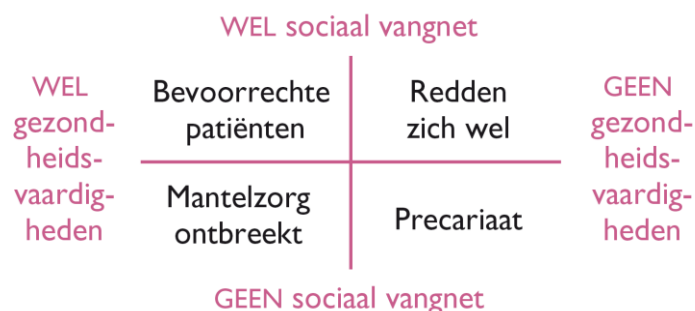 WEL sociaal vangnet
WEL
gezond-
heids-
vaardig-
heden
Bevoorrechte
patiënten
Redden
zich wel
GEEN
gezond-
heids-
vaardig-
heden
Mantelzorg
ontbreekt
Precariaat
GEEN sociaal vangnet